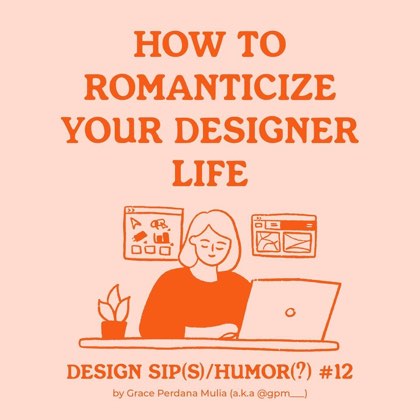 HOW TO
ROMANTICIZE
YOUR DESIGNER
LIFE
DESIGN SIP(S)/HUMOR(?) #12
by Grace Perdana Mulia (a.k.a @gpm___)